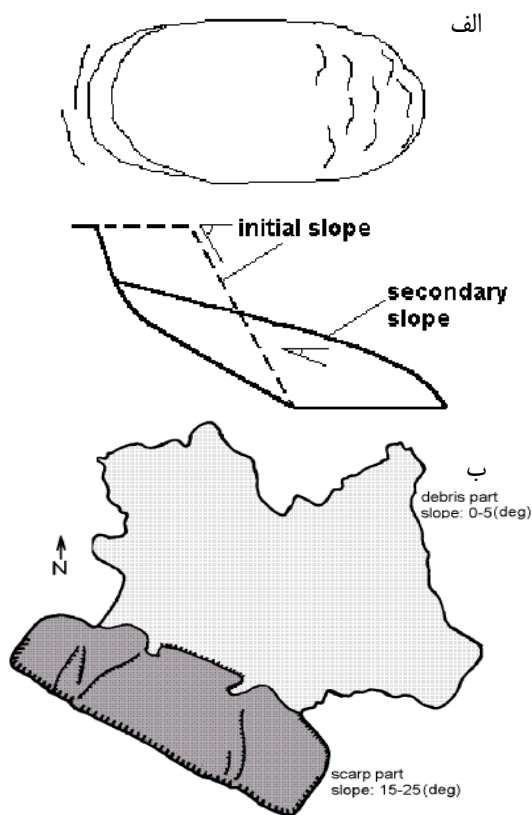 الف
initial slope
secondary
slope
ب
debris part
slope: 0-5(deg)
N
scarp part
slope: 15-25(deg)